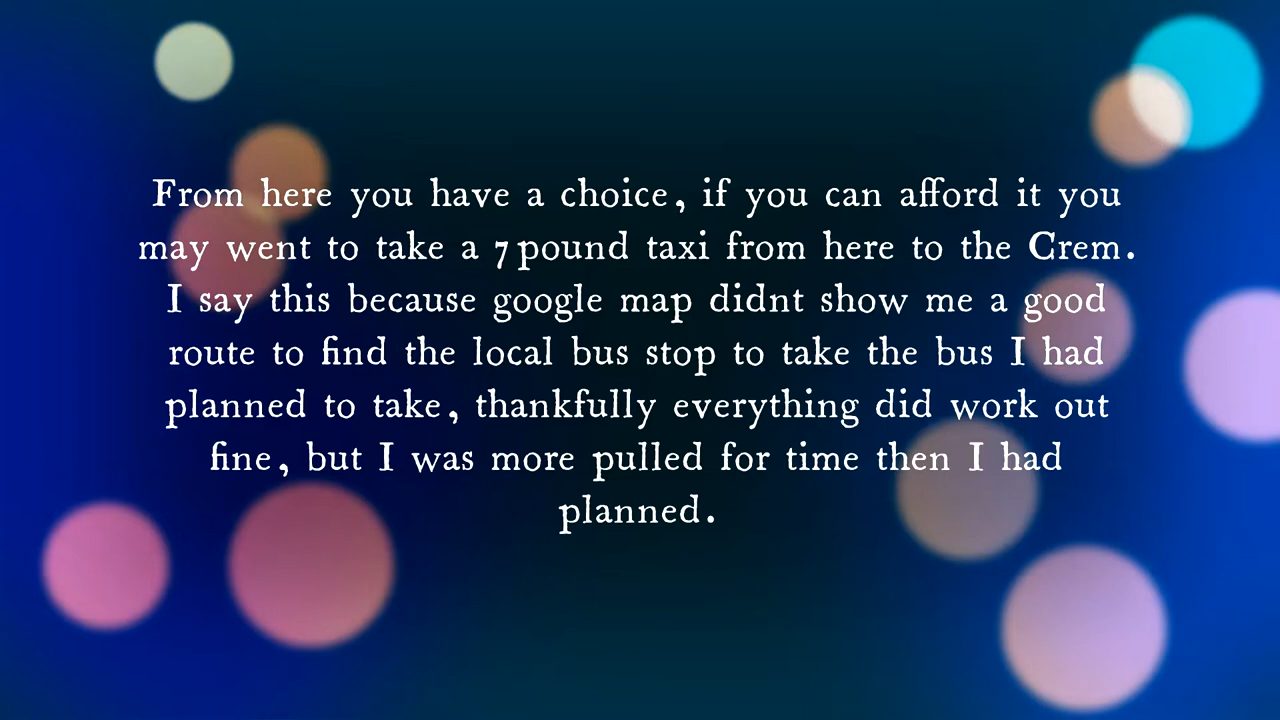 From here you have a choice, if you can afford it you
may went to take a 7 pound taxi from here to the Crem.
I say this because google map didnt show me a good
route to find the local bus stop to take the bus I had
planned to take, thankfully everything did work out
fine, but I was more pulled for time then I had
planned.